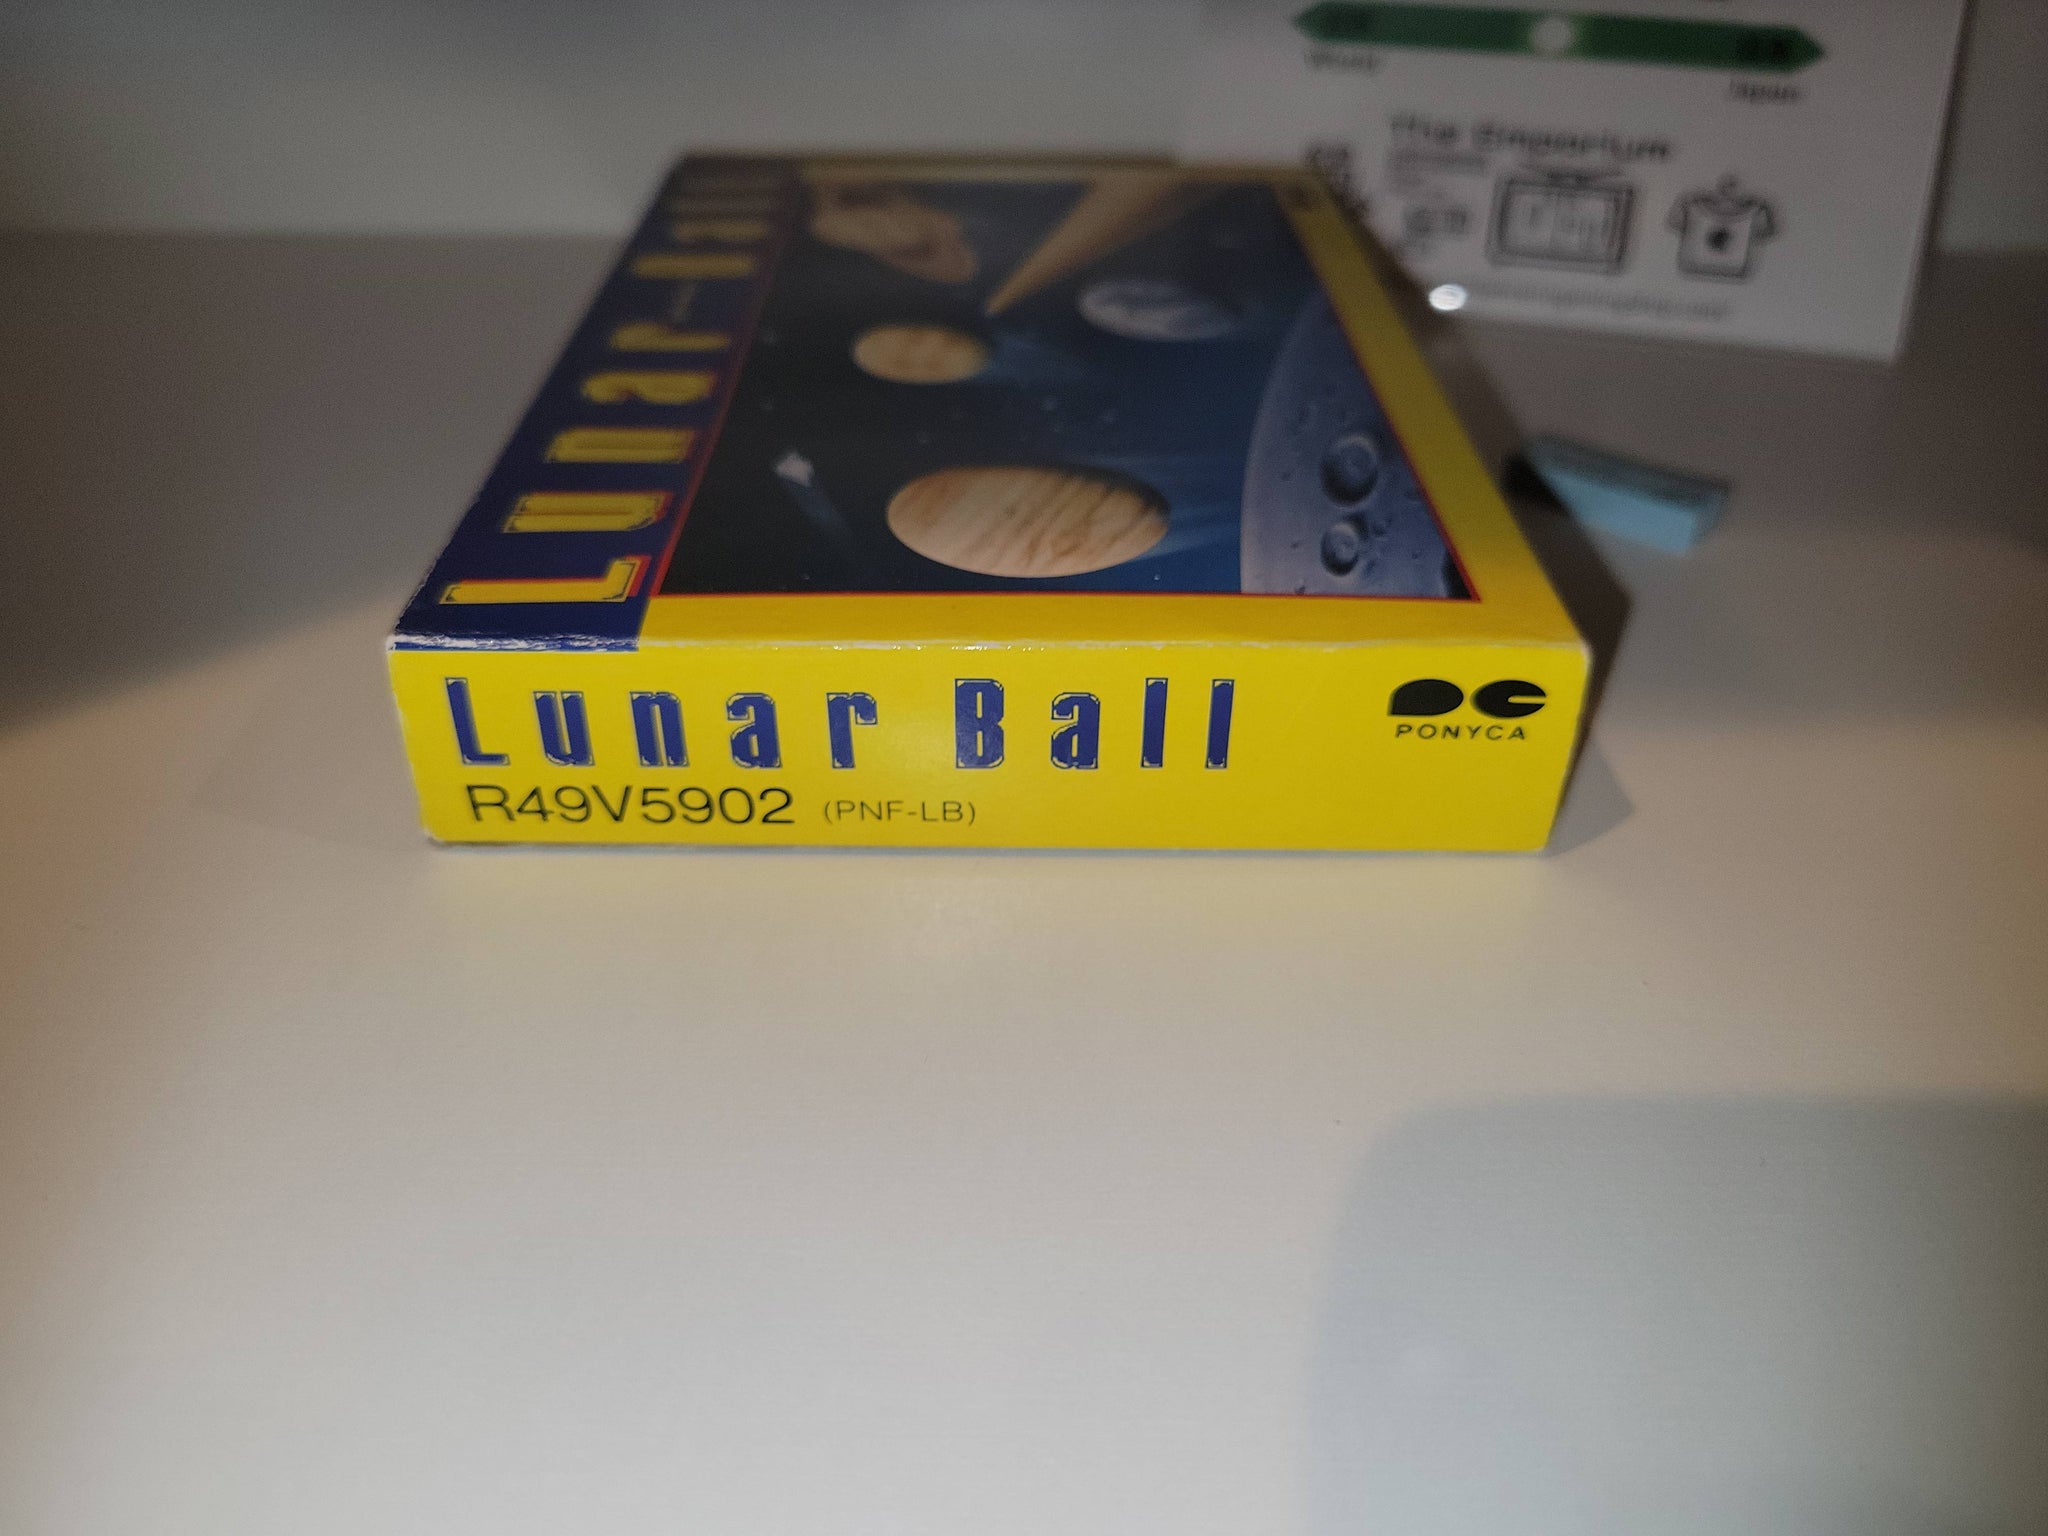 The Emporium
Lunar Ball
Lunar Ball
PONYCA
R49V5902 (PNF-LB)